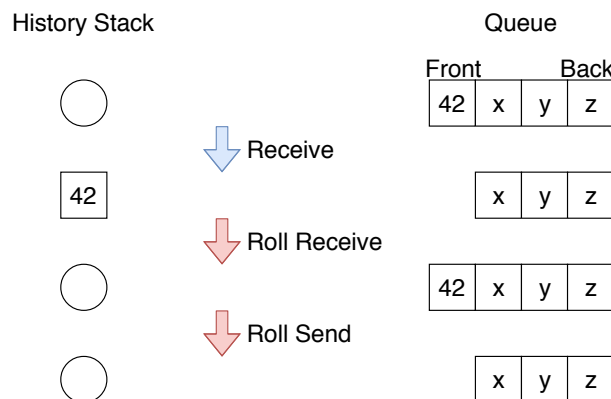 History Stack Queue
Front Back
42 x y z
Receive
42 x y z
Roll Receive
42 x y z
Roll Send
x y z